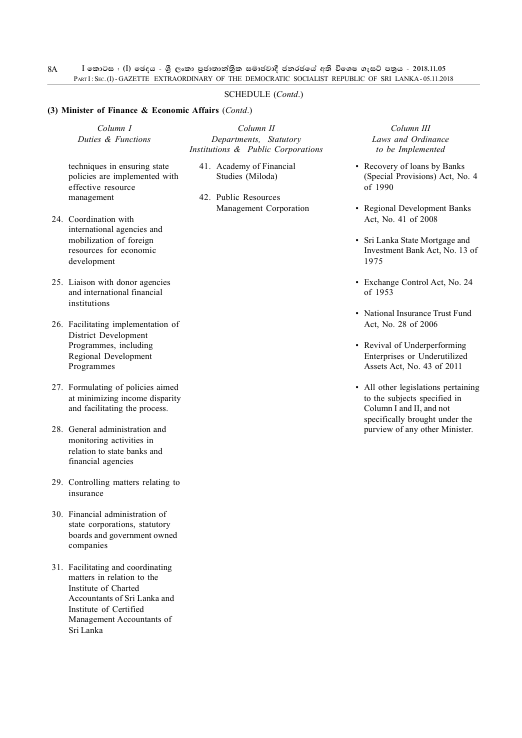 8A
I කොටස : (I) ඡෙදය - ශ්‍රී ලංකා ප්‍රජාතාන්ත්‍රික සමාජවාදී ජනරජයේ අති විශෙෂ ගැසට් පත්‍රය - 2018.11.05
PART I : SEC. (I) - GAZETTE EXTRAORDINARY OF THE DEMOCRATIC SOCIALIST REPUBLIC OF SRI LANKA - 05.11.2018
SCHEDULE (Contd.)
(3) Minister of Finance & Economic Affairs (Contd.)
Column I
Duties & Functions
techniques in ensuring state
policies are implemented with
effective resource
management
24. Coordination with
international agencies and
mobilization of foreign
resources for economic
development
25. Liaison with donor agencies
and international financial
institutions
26. Facilitating implementation of
District Development
Programmes, including
Regional Development
Programmes
27. Formulating of policies aimed
at minimizing income disparity
and facilitating the process.
28. General administration and
monitoring activities in
relation to state banks and
financial agencies
29. Controlling matters relating to
insurance
30. Financial administration of
state corporations, statutory
boards and government owned
companies
31. Facilitating and coordinating
matters in relation to the
Institute of Charted
Accountants of Sri Lanka and
Institute of Certified
Management Accountants of
Sri Lanka
Column II
Departments, Statutory
Institutions & Public Corporations
41. Academy of Financial
Studies (Miloda)
42. Public Resources
Management Corporation
Column III
Laws and Ordinance
to be Implemented
• Recovery of loans by Banks
(Special Provisions) Act, No. 4
of 1990
• Regional Development Banks
Act, No. 41 of 2008
• Sri Lanka State Mortgage and
Investment Bank Act, No. 13 of
1975
• Exchange Control Act, No. 24
of 1953
• National Insurance Trust Fund
Act, No. 28 of 2006
• Revival of Underperforming
Enterprises or Underutilized
Assets Act, No. 43 of 2011
• All other legislations pertaining
to the subjects specified in
Column I and II, and not
specifically brought under the
purview of any other Minister.